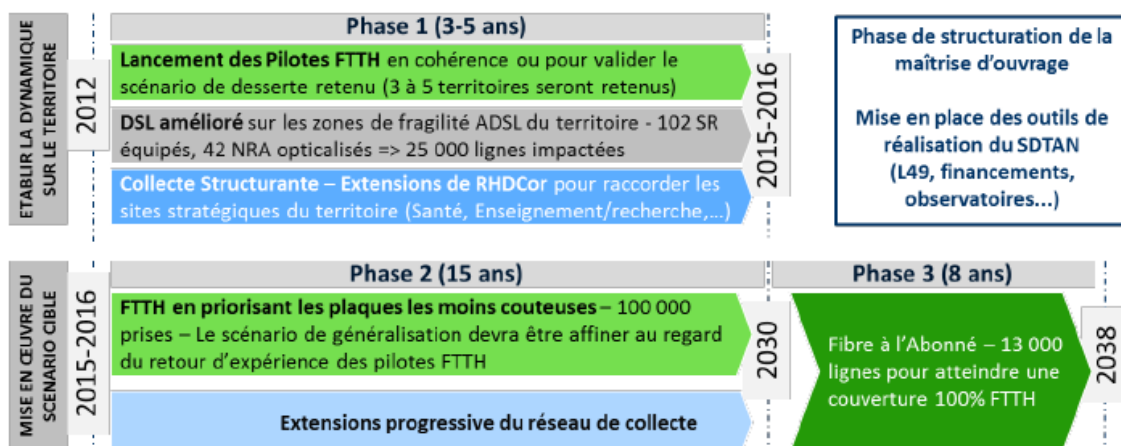 ETABLIR LA DYNAMIQUE
SUR LE TERRITOIRE
2012
Phase 1 (3-5 ans)
Lancement des Pilotes FTTH en cohérence ou pour valider le
scénario de desserte retenu (3 à 5 territoires seront retenus)
DSL amélioré sur les zones de fragilité ADSL du territoire - 102 SR
équipés, 42 NRA opticalisés => 25 000 lignes impactées
Collecte Structurante – Extensions de RHDCor pour raccorder les
sites stratégiques du territoire (Santé, Enseignement/recherche,...)
2015-2016
Phase de structuration de la
maîtrise d'ouvrage
Mise en place des outils de
réalisation du SDTAN
(L49, financements,
observatoires...)
MISE EN ŒUVRE DU
SCENARIO CIBLE
2015-2016
Phase 2 (15 ans)
FTTH en priorisant les plaques les moins couteuses – 100 000
prises – Le scénario de généralisation devra être affiner au regard
du retour d'expérience des pilotes FTTH
Extensions progressive du réseau de collecte
2030
Phase 3 (8 ans)
Fibre à l'Abonné – 13 000
lignes pour atteindre une
couverture 100% FTTH
2038